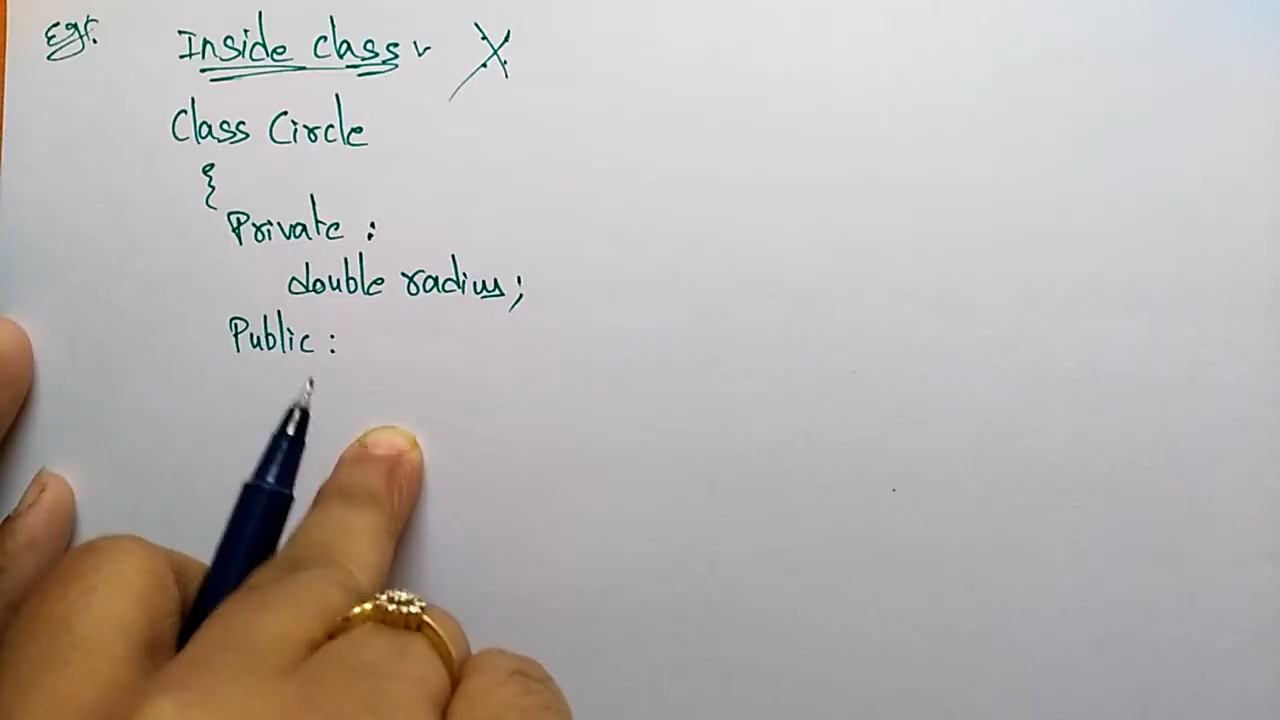 Eg:
Inside class
Class Circle
{
Private :
double radius;
Public :